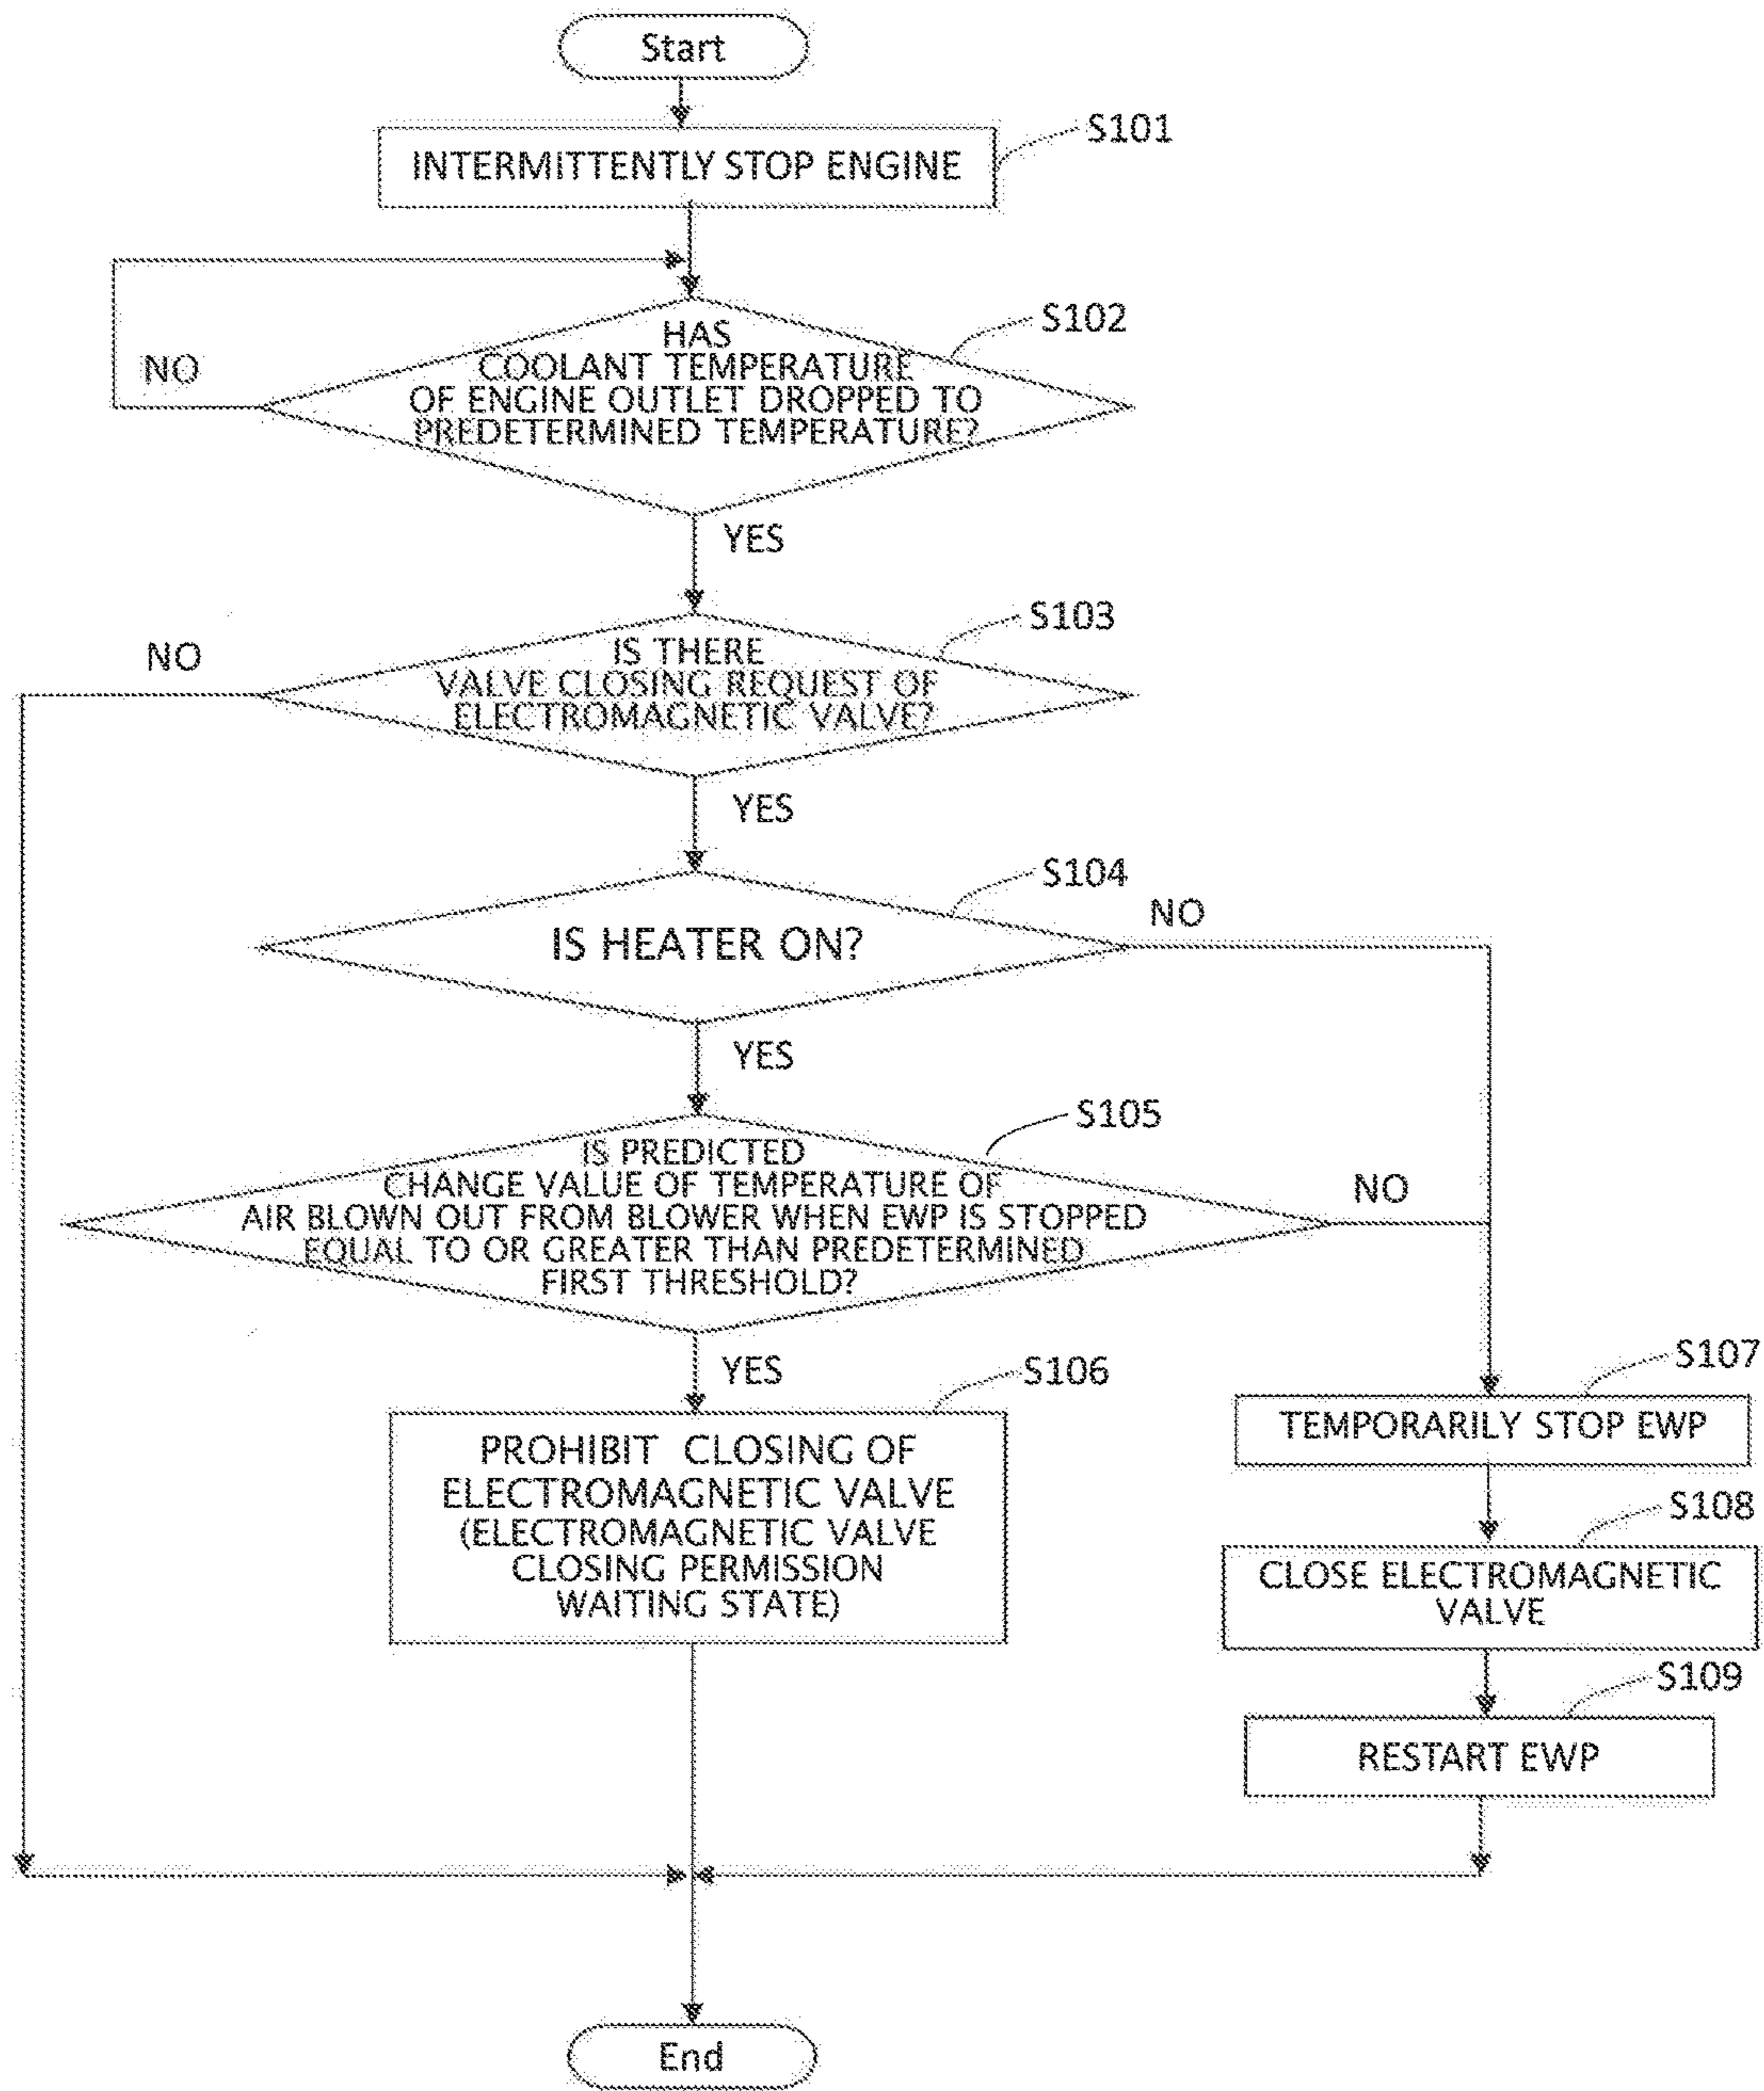 Start
S101
INTERMITTENTLY STOP ENGINE
S102
HAS
COOLANT TEMPERATURE
OF ENGINE OUTLET DROPPED TO
PREDETERMINED TEMPERATURE?
NO
YES
S103
IS THERE
VALVE CLOSING REQUEST OF
ELECTROMAGNETIC VALVE?
NO
YES
S104
IS HEATER ON?
NO
YES
S105
IS PREDICTED
CHANGE VALUE OF TEMPERATURE OF
AIR BLOWN OUT FROM BLOWER WHEN EWP IS STOPPED
EQUAL TO OR GREATER THAN PREDETERMINED
FIRST THRESHOLD?
NO
YES
S106
PROHIBIT CLOSING OF
ELECTROMAGNETIC VALVE
(ELECTROMAGNETIC VALVE
CLOSING PERMISSION
WAITING STATE)
S107
TEMPORARILY STOP EWP
S108
CLOSE ELECTROMAGNETIC
VALVE
S109
RESTART EWP
End